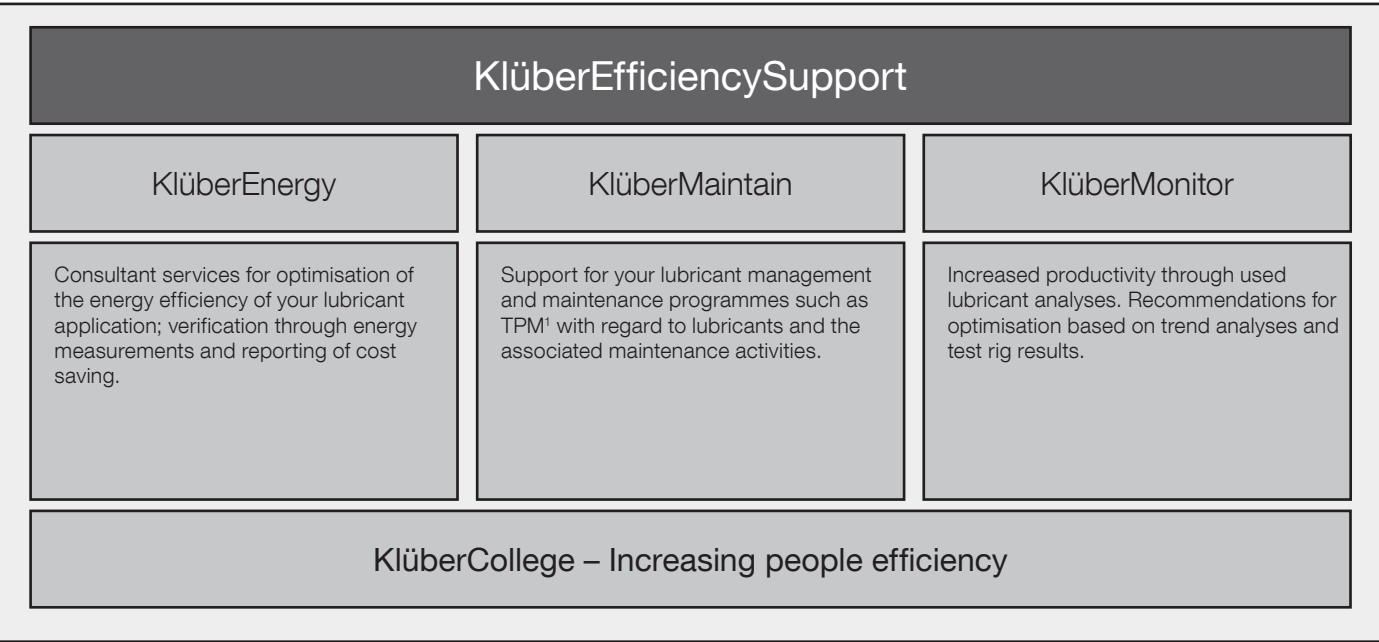 KlüberEfficiencySupport
KlüberEnergy
KlüberMaintain
KlüberMonitor
Consultant services for optimisation of
the energy efficiency of your lubricant
application; verification through energy
measurements and reporting of cost
saving.
Support for your lubricant management
and maintenance programmes such as
TPM¹ with regard to lubricants and the
associated maintenance activities.
Increased productivity through used
lubricant analyses. Recommendations for
optimisation based on trend analyses and
test rig results.
KlüberCollege – Increasing people efficiency